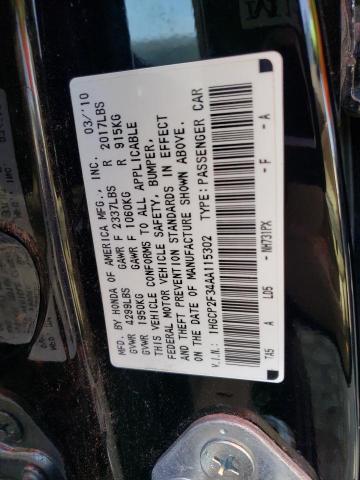 MFD. BY HONDA OF AMERICA MFG., INC. 03/'10
GVWR 4299LBS GAWR F 2337LBS R 2017LBS
GVWR 1950KG GAWR F 1060KG R 915KG
THIS VEHICLE CONFORMS TO ALL APPLICABLE
FEDERAL MOTOR VEHICLE SAFETY, BUMPER,
AND THEFT PREVENTION STANDARDS IN EFFECT
ON THE DATE OF MANUFACTURE SHOWN ABOVE.
V.I.N.: 1HGCP2F34AA115302 TYPE: PASSENGER CAR
TA5 A LD5 - NH731PX - F - A